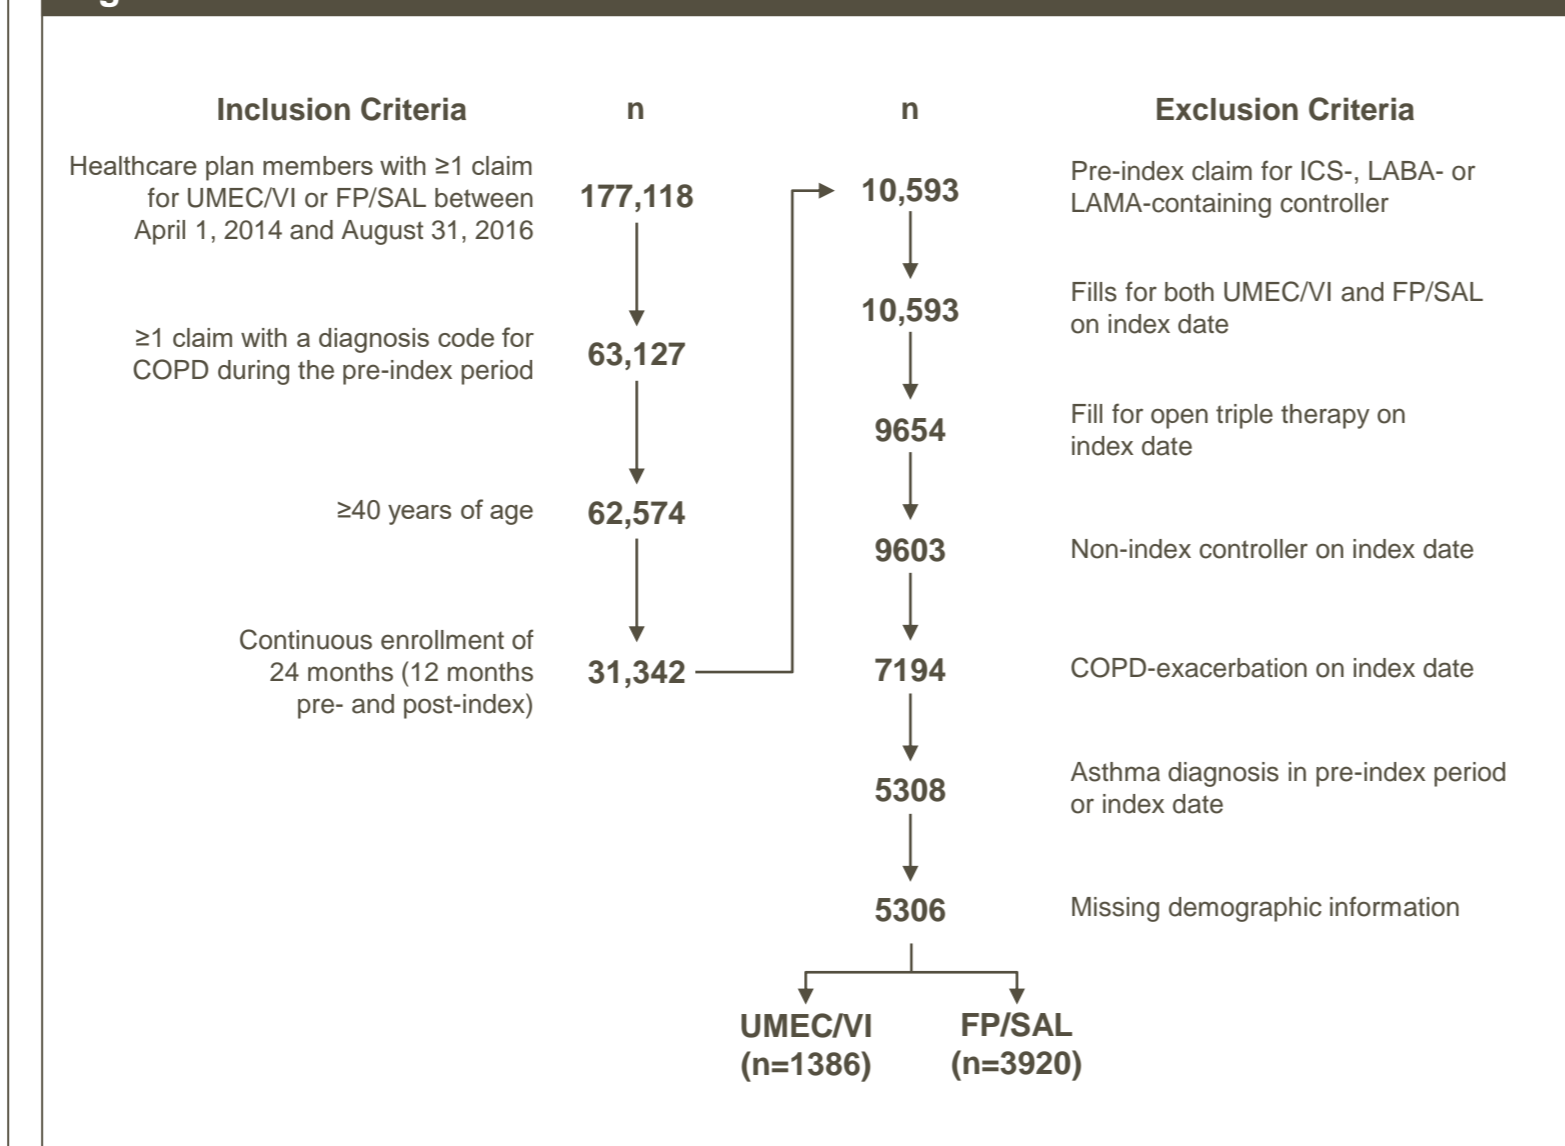 Inclusion Criteria
n
Healthcare plan members with ≥1 claim
for UMEC/VI or FP/SAL between
April 1, 2014 and August 31, 2016
177,118
≥1 claim with a diagnosis code for
COPD during the pre-index period
63,127
≥40 years of age
62,574
Continuous enrollment of
24 months (12 months
pre- and post-index)
31,342
n
Exclusion Criteria
10,593
Pre-index claim for ICS-, LABA- or
LAMA-containing controller
10,593
Fills for both UMEC/VI and FP/SAL
on index date
9654
Fill for open triple therapy on
index date
9603
Non-index controller on index date
7194
COPD-exacerbation on index date
5308
Asthma diagnosis in pre-index period
or index date
5306
Missing demographic information
UMEC/VI
(n=1386)
FP/SAL
(n=3920)